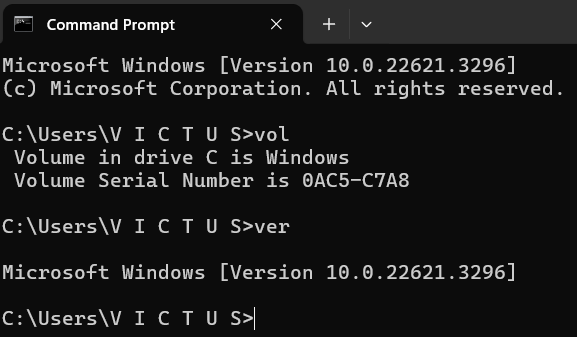 Command Prompt
Microsoft Windows [Version 10.0.22621.3296]
(c) Microsoft Corporation. All rights reserved.
C:\Users\V I C T U S>vol
Volume in drive C is Windows
Volume Serial Number is 0AC5-C7A8
C:\Users\V I C T U S>ver
Microsoft Windows [Version 10.0.22621.3296]
C:\Users\V I C T U S>